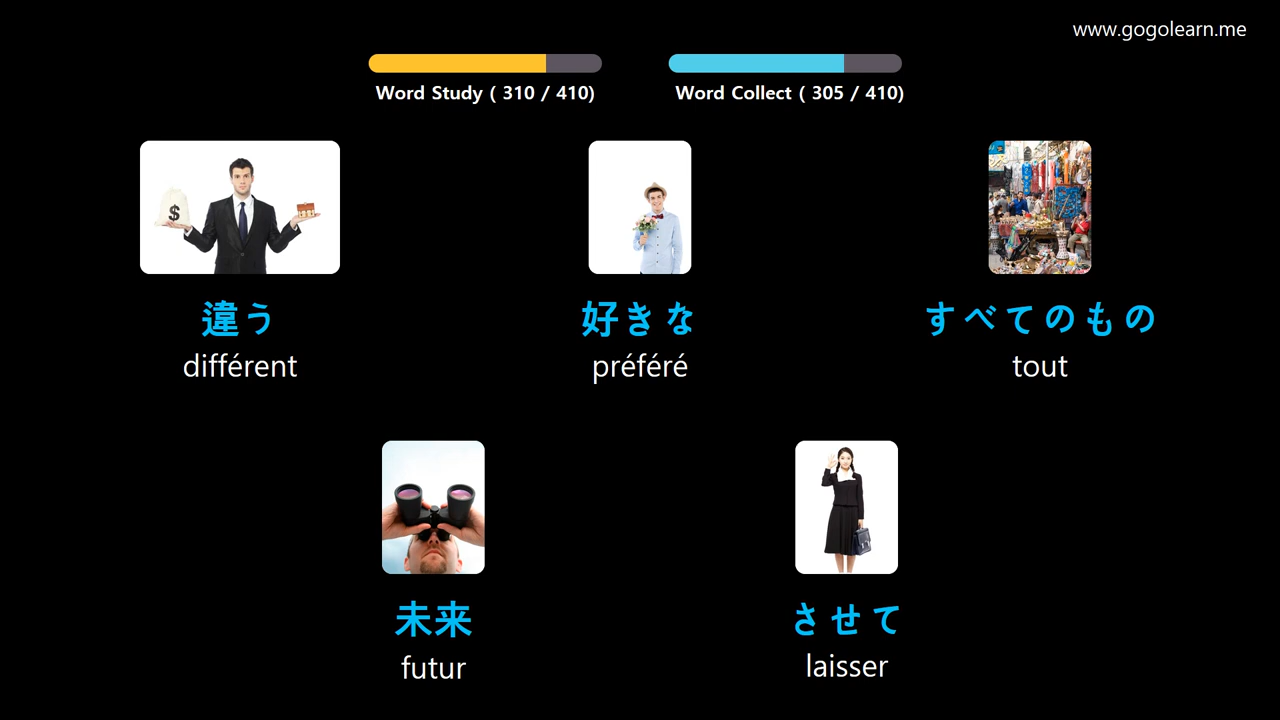 www.gogolearn.me
Word Study ( 310 / 410)
Word Collect ( 305 / 410)
$
違う
différent
好きな
préféré
すべてのもの
tout
未来
futur
させて
laisser